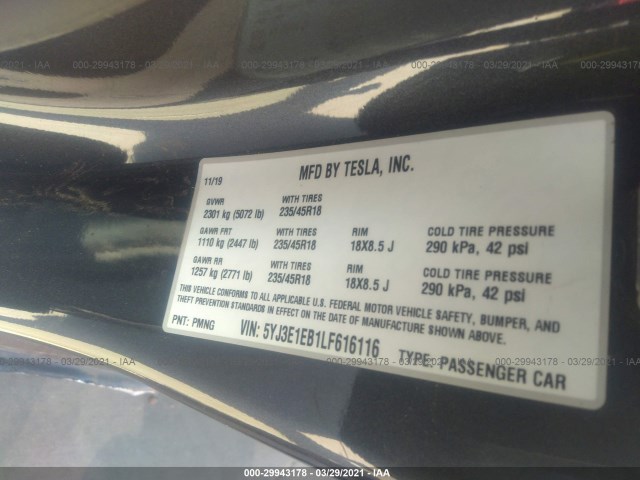 MFD BY TESLA, INC.
11/19
GVWR WITH TIRES
2301 kg (5072 lb) 235/45R18
GAWR FRT WITH TIRES RIM COLD TIRE PRESSURE
1110 kg (2447 lb) 235/45R18 18X8.5 J 290 kPa, 42 psi
GAWR RR WITH TIRES RIM COLD TIRE PRESSURE
1257 kg (2771 lb) 235/45R18 18X8.5 J 290 kPa, 42 psi
THIS VEHICLE CONFORMS TO ALL APPLICABLE U.S. FEDERAL MOTOR VEHICLE SAFETY, BUMPER, AND
THEFT PREVENTION STANDARDS IN EFFECT ON THE DATE OF MANUFACTURE SHOWN ABOVE.
PNT: PMNG VIN: 5YJ3E1EB1LF616116 TYPE: PASSENGER CAR
000-29943178 - 03/29/2021 - IAA